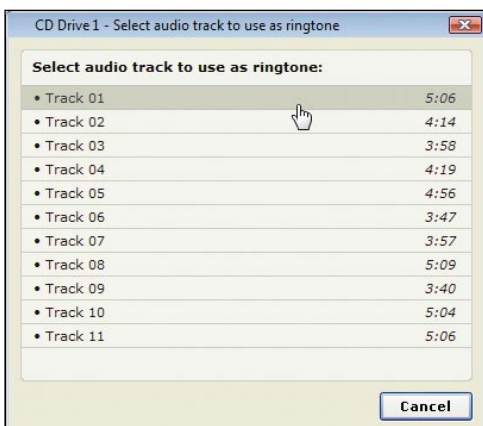 CD Drive 1 - Select audio track to use as ringtone
Select audio track to use as ringtone:
• Track 01 5:06
• Track 02 4:14
• Track 03 3:58
• Track 04 4:19
• Track 05 4:56
• Track 06 3:47
• Track 07 3:57
• Track 08 5:09
• Track 09 3:40
• Track 10 5:04
• Track 11 5:06
Cancel